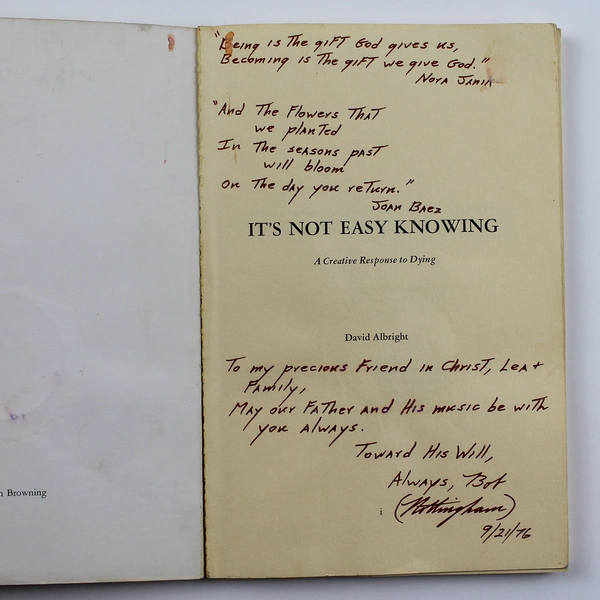 "Being is The gift God gives us,
Becoming is The gift we give God."
Nora Janik
"And The Flowers That
we planted
In The seasons past
will bloom
on The day you return."
Joan Baez
IT'S NOT EASY KNOWING
A Creative Response to Dying
David Albright
To my precious Friend in Christ, Lea +
Family,
May our Father and His music be with
you always.
Toward His Will,
Always, Bob
i (Nottingham)
9/21/76
Browning